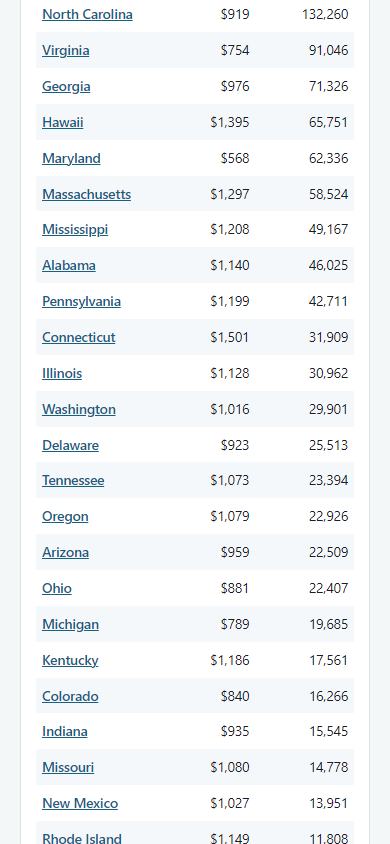 North Carolina $919 132,260
Virginia $754 91,046
Georgia $976 71,326
Hawaii $1,395 65,751
Maryland $568 62,336
Massachusetts $1,297 58,524
Mississippi $1,208 49,167
Alabama $1,140 46,025
Pennsylvania $1,199 42,711
Connecticut $1,501 31,909
Illinois $1,128 30,962
Washington $1,016 29,901
Delaware $923 25,513
Tennessee $1,073 23,394
Oregon $1,079 22,926
Arizona $959 22,509
Ohio $881 22,407
Michigan $789 19,685
Kentucky $1,186 17,561
Colorado $840 16,266
Indiana $935 15,545
Missouri $1,080 14,778
New Mexico $1,027 13,951
Rhode Island $1,149 11,808